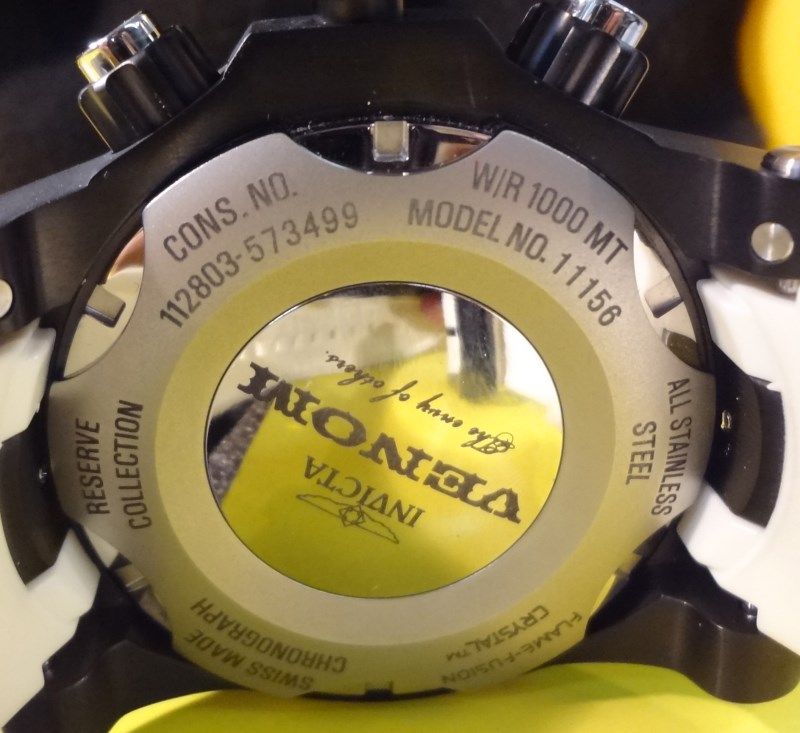 CONS. NO.
112803-573499
W/R 1000 MT
MODEL NO. 11156
ALL STAINLESS
STEEL
FLAME-FUSION
CRYSTAL™
SWISS MADE
CHRONOGRAPH
RESERVE
COLLECTION
INVICTA
VENOM
The envy of others.